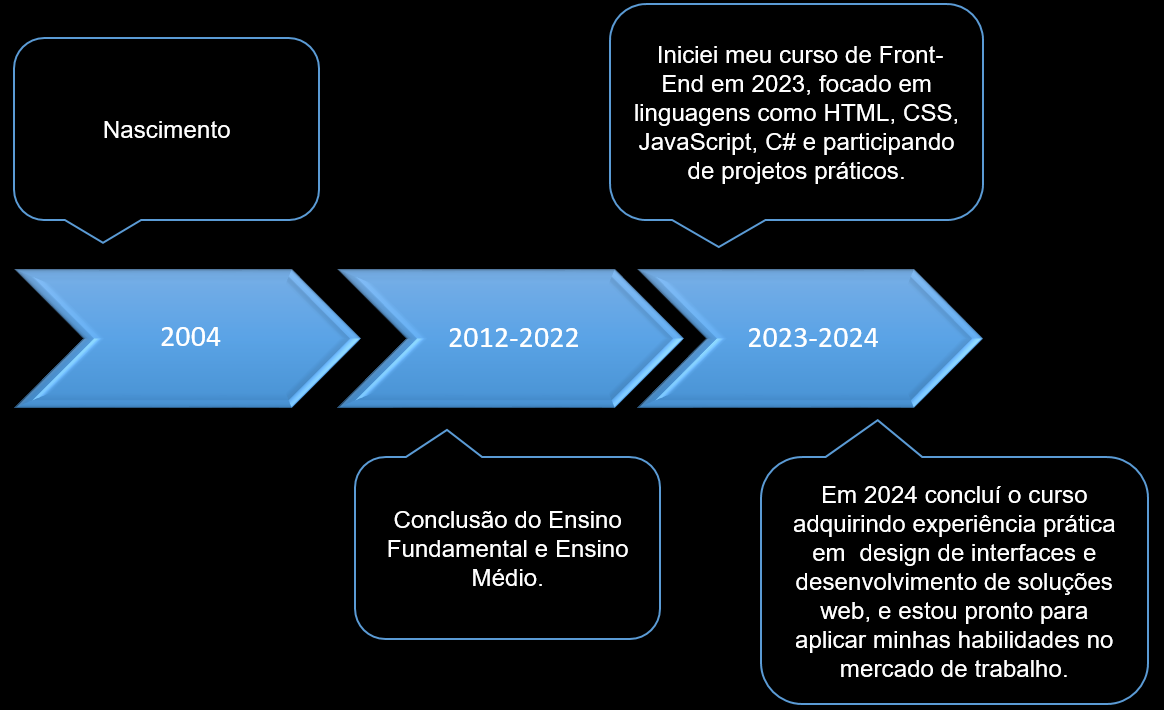 Nascimento
Iniciei meu curso de Front-
End em 2023, focado em
linguagens como HTML, CSS,
JavaScript, C# e participando
de projetos práticos.
2004
2012-2022
2023-2024
Conclusão do Ensino
Fundamental e Ensino
Médio.
Em 2024 concluí o curso
adquirindo experiência prática
em  design de interfaces e
desenvolvimento de soluções
web, e estou pronto para
aplicar minhas habilidades no
mercado de trabalho.